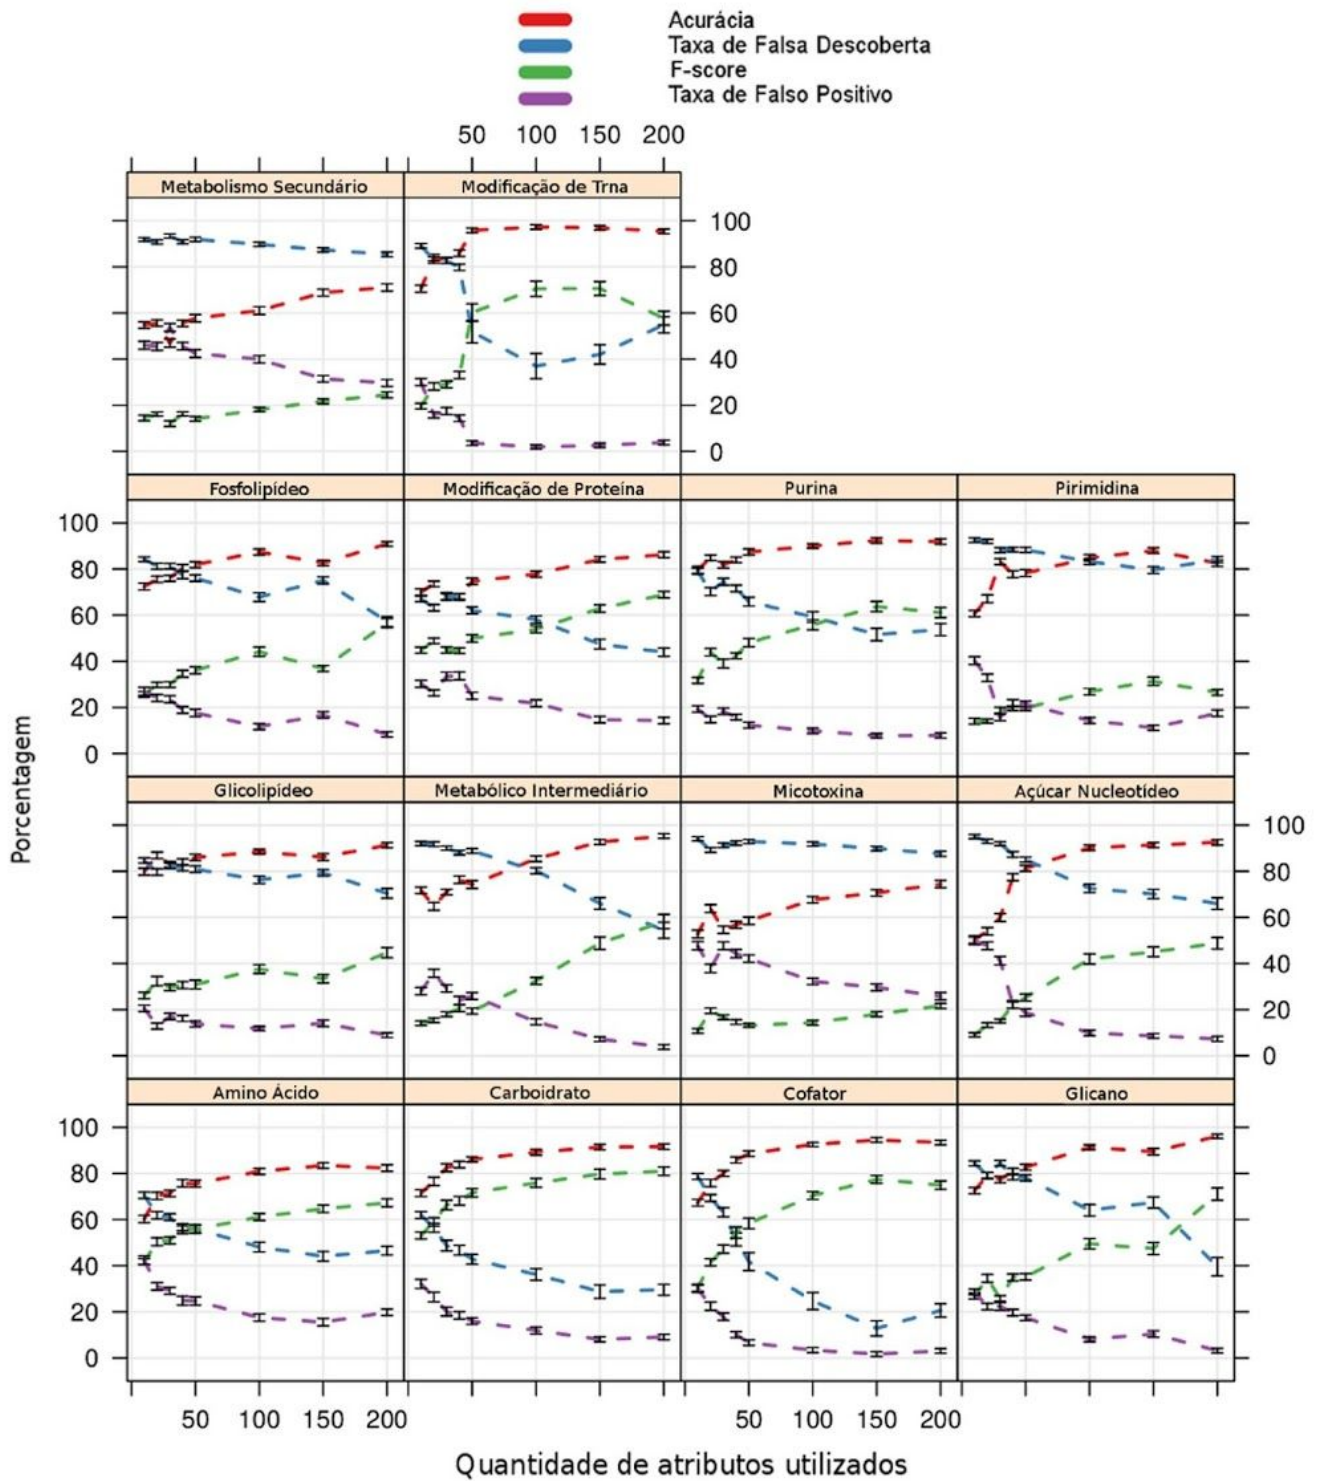 Acurácia
Taxa de Falsa Descoberta
F-score
Taxa de Falso Positivo
50 100 150 200
Metabolismo Secundário Modificação de Trna
100
80
60
40
20
0
Fosfolipídeo Modificação de Proteína Purina Pirimidina
100
80
60
40
20
0
Porcentagem
Glicolipídeo Metabólico Intermediário Micotoxina Açúcar Nucleotídeo
100
80
60
40
20
0
Amino Ácido Carboidrato Cofator Glicano
100
80
60
40
20
0
50 100 150 200 50 100 150 200
Quantidade de atributos utilizados